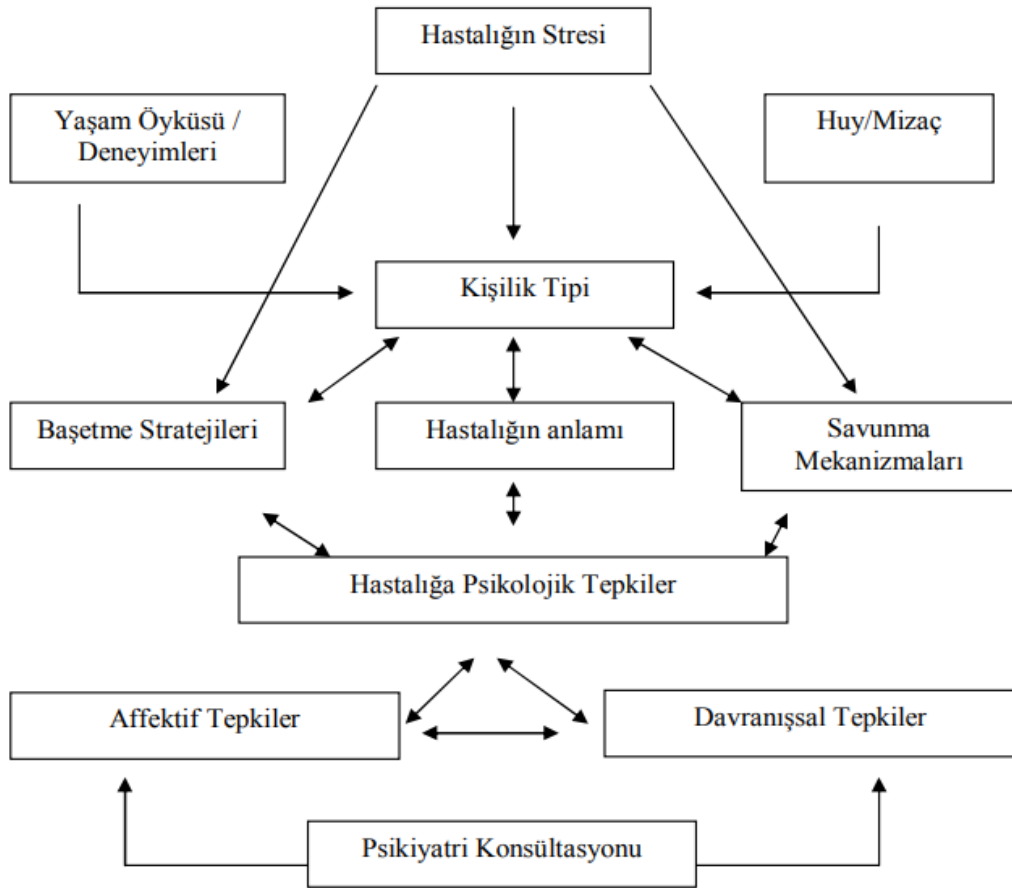 Hastalığın Stresi
Yaşam Öyküsü /
Deneyimleri
Huy/Mizaç
Kişilik Tipi
Başetme Stratejileri
Hastalığın anlamı
Savunma
Mekanizmaları
Hastalığa Psikolojik Tepkiler
Affektif Tepkiler
Davranışsal Tepkiler
Psikiyatri Konsültasyonu